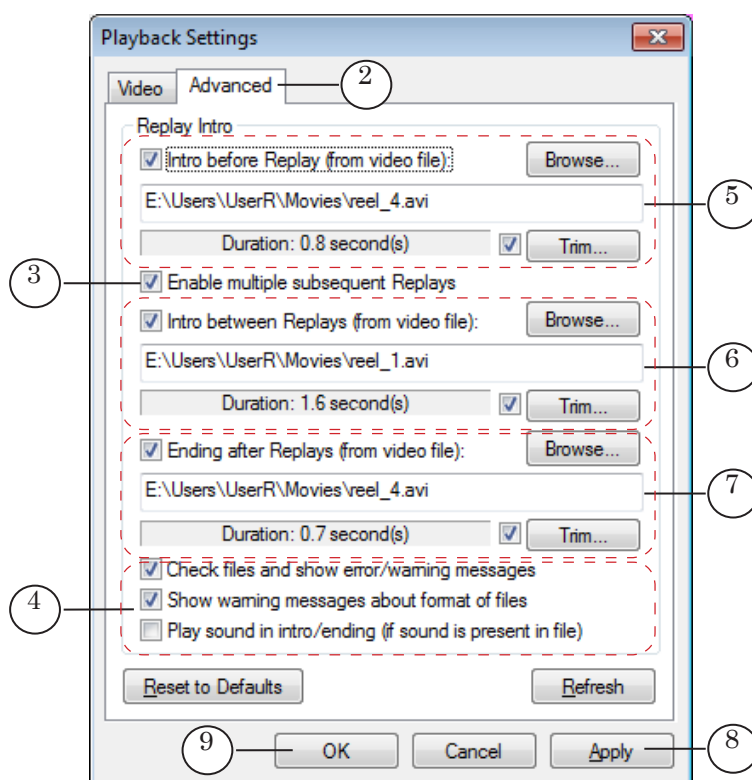 Playback Settings
Video Advanced 2
Replay Intro
Intro before Replay (from video file): Browse...
E:\Users\UserR\Movies\reel_4.avi 5
Duration: 0.8 second(s) Trim...
3 Enable multiple subsequent Replays
Intro between Replays (from video file): Browse...
E:\Users\UserR\Movies\reel_1.avi 6
Duration: 1.6 second(s) Trim...
Ending after Replays (from video file): Browse...
E:\Users\UserR\Movies\reel_4.avi 7
Duration: 0.7 second(s) Trim...
Check files and show error/warning messages
4 Show warning messages about format of files
Play sound in intro/ending (if sound is present in file)
Reset to Defaults Refresh
9 OK Cancel Apply 8